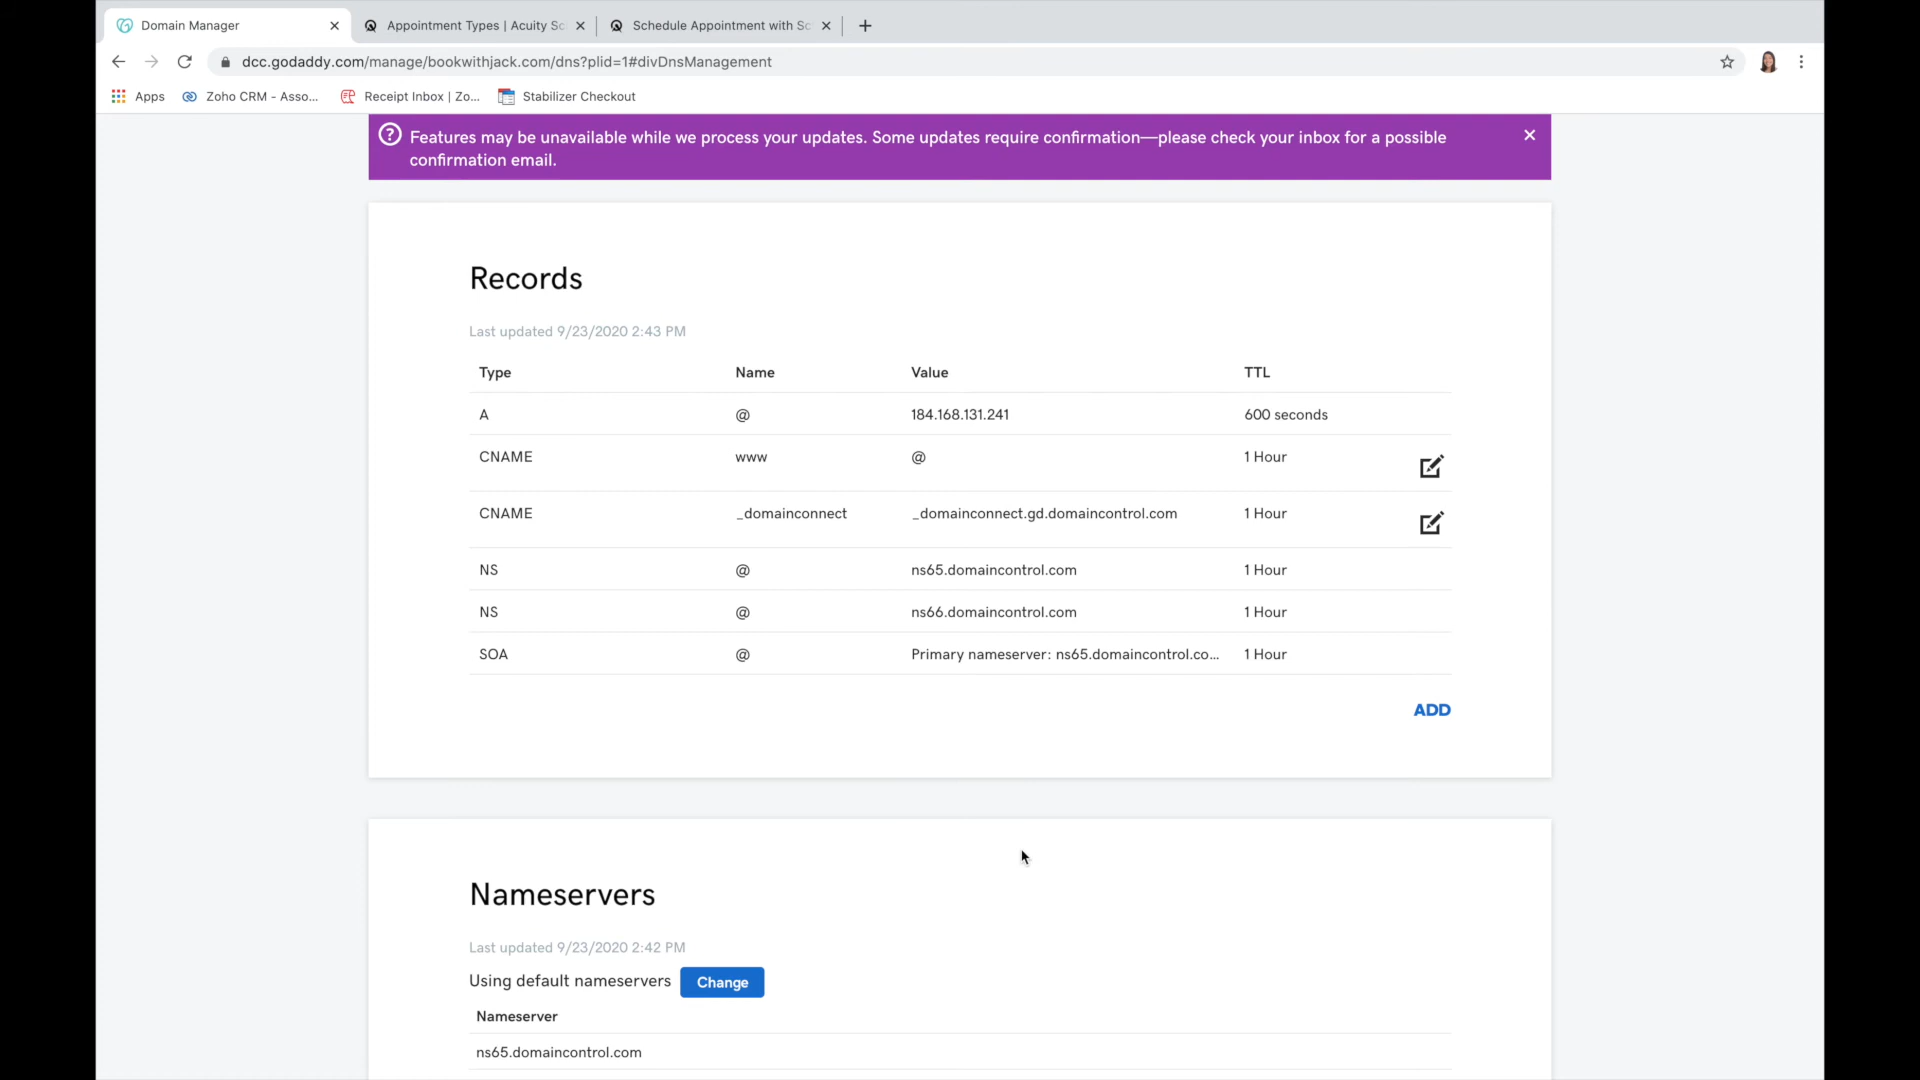 Domain Manager
Appointment Types | Acuity Sc
Schedule Appointment with Sc
dcc.godaddy.com/manage/bookwithjack.com/dns?plid=1#divDnsManagement
Apps
Zoho CRM - Asso...
Receipt Inbox | Zo...
Stabilizer Checkout
Features may be unavailable while we process your updates. Some updates require confirmation—please check your inbox for a possible
confirmation email.
Records
Last updated 9/23/2020 2:43 PM
Type Name Value TTL
A @ 184.168.131.241 600 seconds
CNAME www @ 1 Hour
CNAME _domainconnect _domainconnect.gd.domaincontrol.com 1 Hour
NS @ ns65.domaincontrol.com 1 Hour
NS @ ns66.domaincontrol.com 1 Hour
SOA @ Primary nameserver: ns65.domaincontrol.co... 1 Hour
ADD
Nameservers
Last updated 9/23/2020 2:42 PM
Using default nameservers Change
Nameserver
ns65.domaincontrol.com